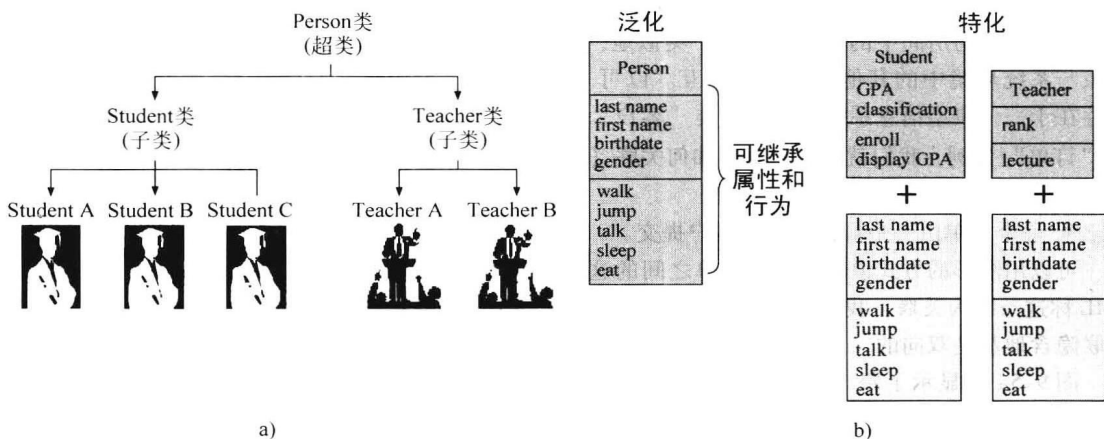 Person类
(超类)
Student类
(子类)
Teacher类
(子类)
Student A
Student B
Student C
Teacher A
Teacher B
a)
泛化
Person
last name
first name
birthdate
gender
walk
jump
talk
sleep
eat
可继承
属性和
行为
特化
Student
GPA
classification
enroll
display GPA
+
last name
first name
birthdate
gender
walk
jump
talk
sleep
eat
Teacher
rank
lecture
+
last name
first name
birthdate
gender
walk
jump
talk
sleep
eat
b)